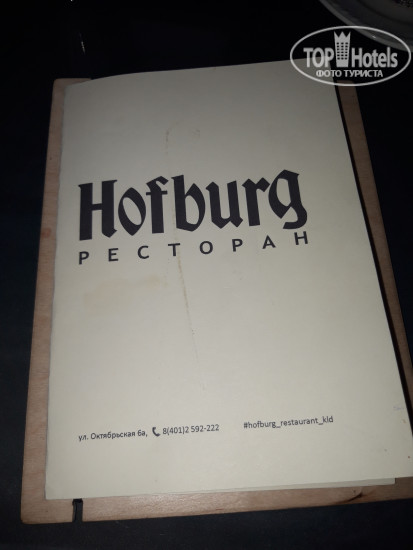 TOP Hotels
ФОТО ТУРИСТА
Hofburg
РЕСТОРАН
ул. Октябрьская 6а, 8(401)2 592-222 #hofburg_restaurant_kld